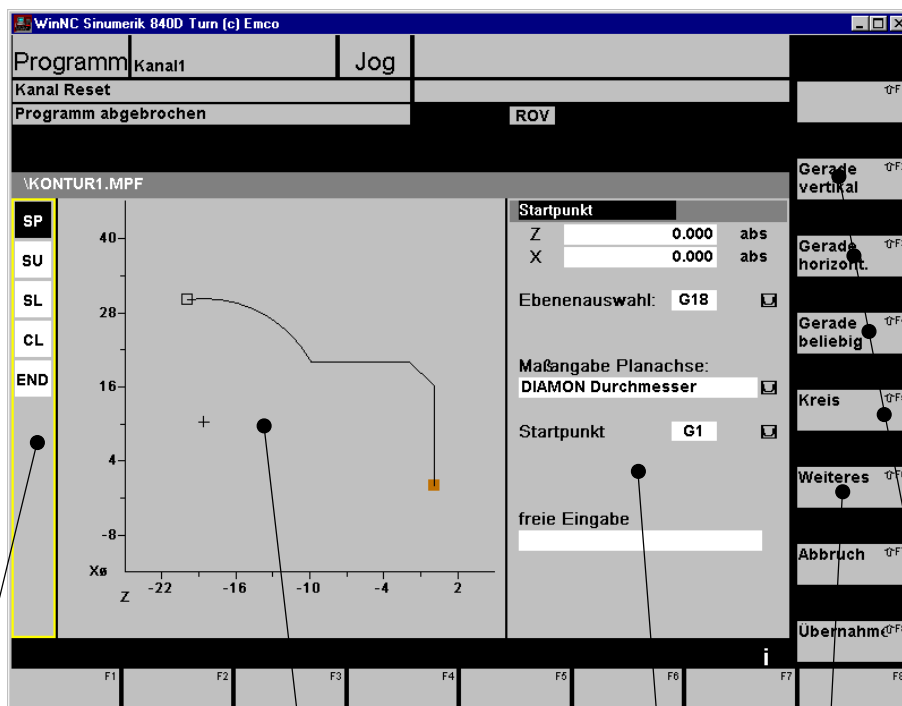 WinNC Sinumerik 840D Turn (c) Emco
Programm Kanal1 Jog
Kanal Reset
Programm abgebrochen
ROV
\KONTUR1.MPF
SP
SU
SL
CL
END
40
28
16
4
-8
Xø
Z
-22
-16
-10
-4
2
Startpunkt
Z 0.000 abs
X 0.000 abs
Ebenenauswahl: G18
Maßangabe Planachse:
DIAMON Durchmesser
Startpunkt G1
freie Eingabe
Gerade
vertikal
Gerade
horizont.
Gerade
beliebig
Kreis
Weiteres
Abbruch
Übernahme
i
F1 F2 F3 F4 F5 F6 F7 F8